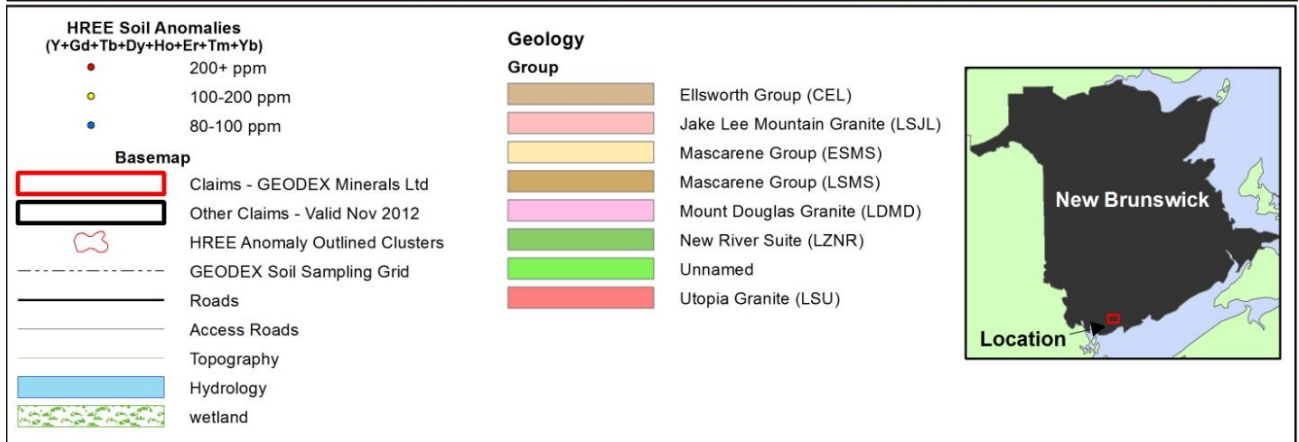 HREE Soil Anomalies
(Y+Gd+Tb+Dy+Ho+Er+Tm+Yb)
200+ ppm
100-200 ppm
80-100 ppm
Basemap
Claims - GEODEX Minerals Ltd
Other Claims - Valid Nov 2012
HREE Anomaly Outlined Clusters
GEODEX Soil Sampling Grid
Roads
Access Roads
Topography
Hydrology
wetland
Geology
Group
Ellsworth Group (CEL)
Jake Lee Mountain Granite (LSJL)
Mascarene Group (ESMS)
Mascarene Group (LSMS)
Mount Douglas Granite (LDMD)
New River Suite (LZNR)
Unnamed
Utopia Granite (LSU)
New Brunswick
Location